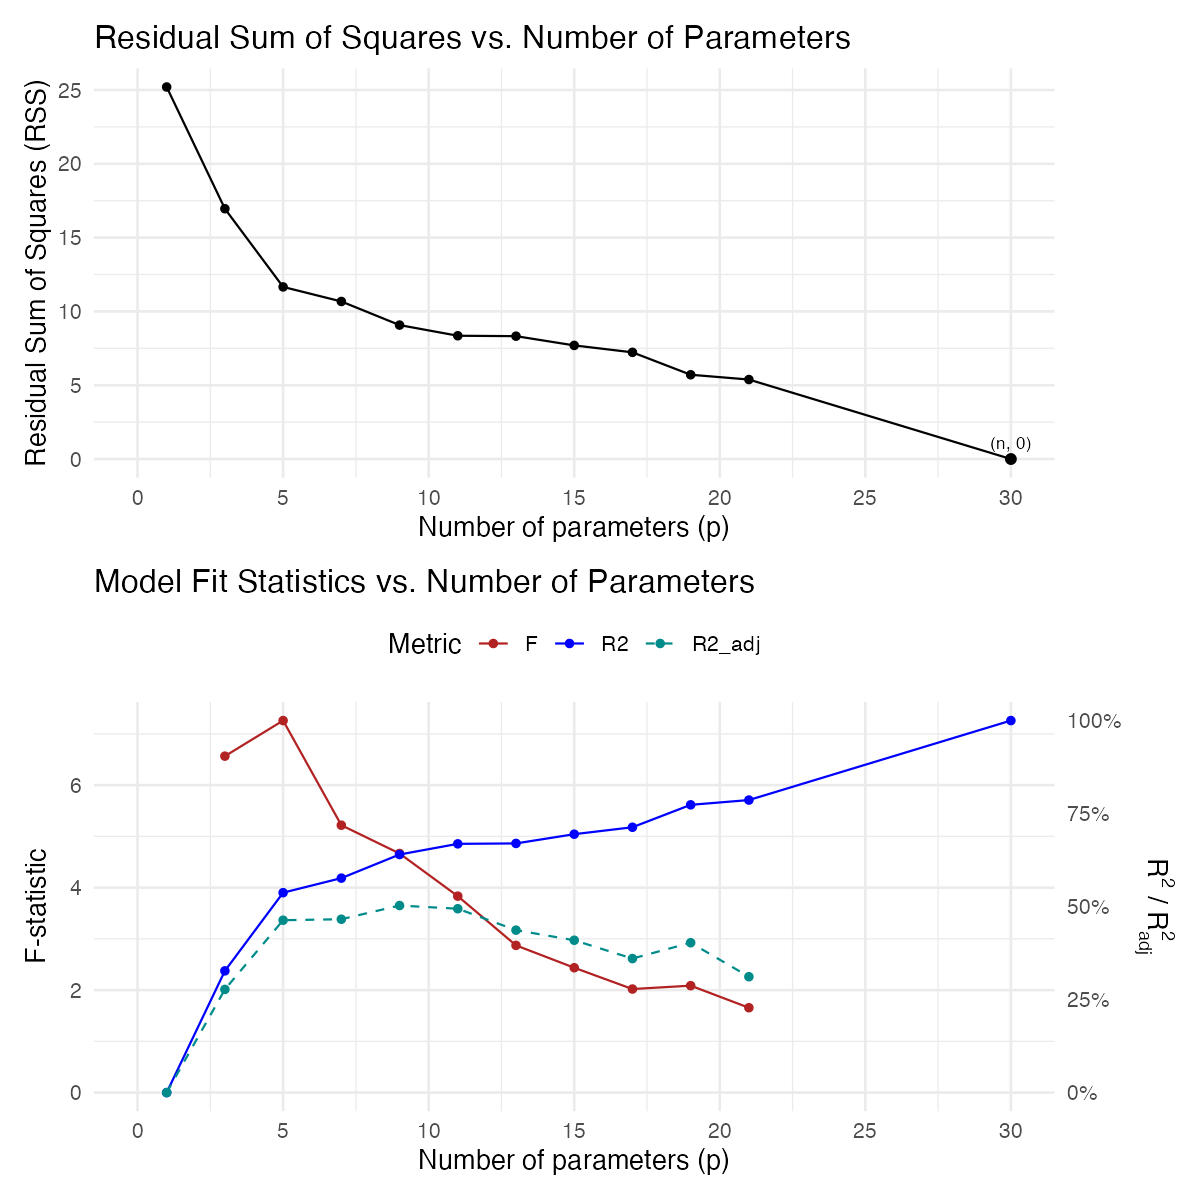 Residual Sum of Squares vs. Number of Parameters
Residual Sum of Squares (RSS)
25
20
15
10
5
0
(n, 0)
0 5 10 15 20 25 30
Number of parameters (p)
Model Fit Statistics vs. Number of Parameters
Metric F R2 R2_adj
F-statistic
6
4
2
0
100%
75%
50%
25%
0%
R² / R²adj
0 5 10 15 20 25 30
Number of parameters (p)